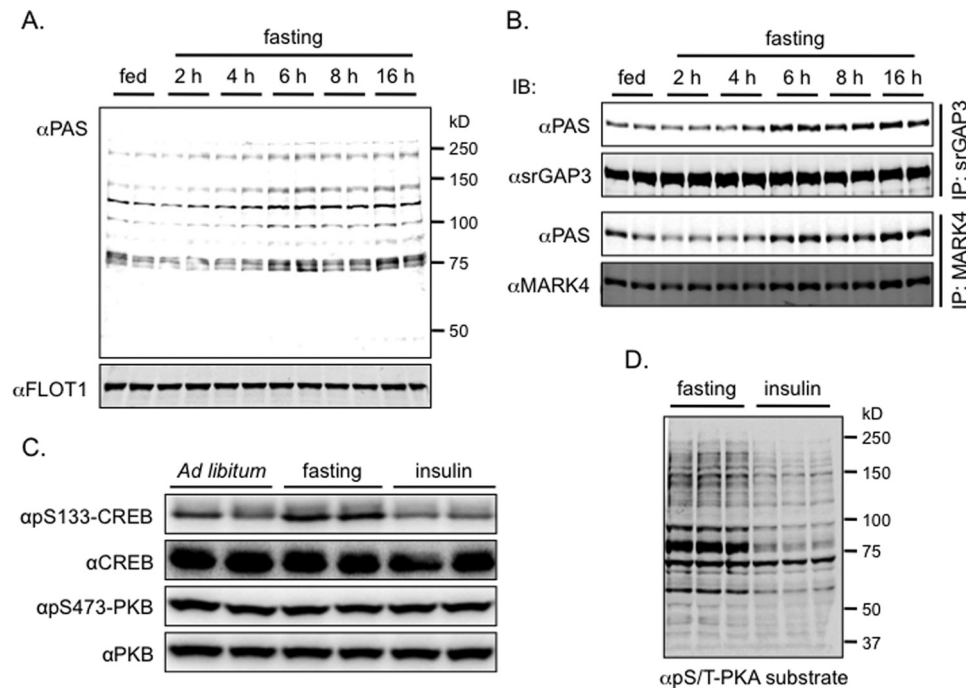 A.
fasting
fed 2 h 4 h 6 h 8 h 16 h
αPAS
kD
250
150
100
75
50
αFLOT1
B.
fasting
fed 2 h 4 h 6 h 8 h 16 h
IB:
αPAS
αsrGAP3
IP: srGAP3
αPAS
αMARK4
IP: MARK4
C.
Ad libitum fasting insulin
αpS133-CREB
αCREB
αpS473-PKB
αPKB
D.
fasting insulin
kD
250
150
100
75
50
37
αpS/T-PKA substrate